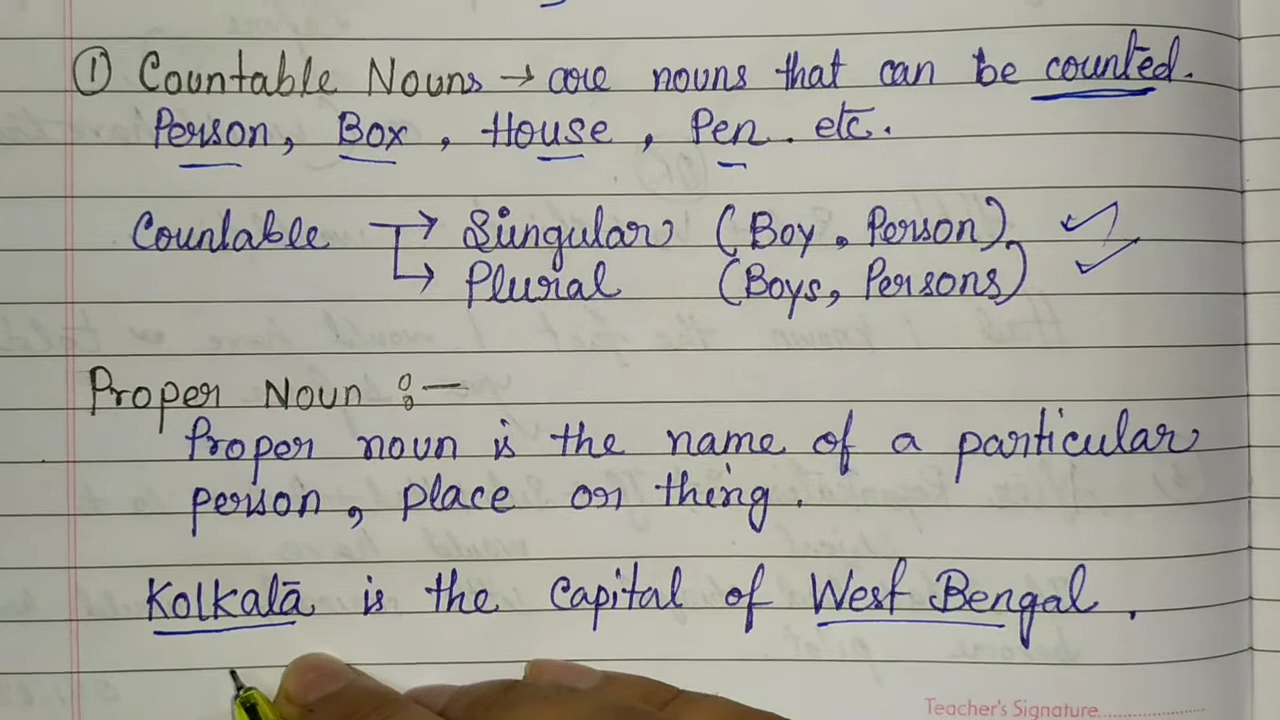 ① Countable Nouns → are nouns that can be counted.
Person, Box, House, Pen. etc.
Countable → Singular (Boy, Person)
→ Plural (Boys, Persons)
Proper Noun :—
Proper noun is the name of a particular
person, place or thing.
Kolkata is the capital of West Bengal.
Teacher's Signature